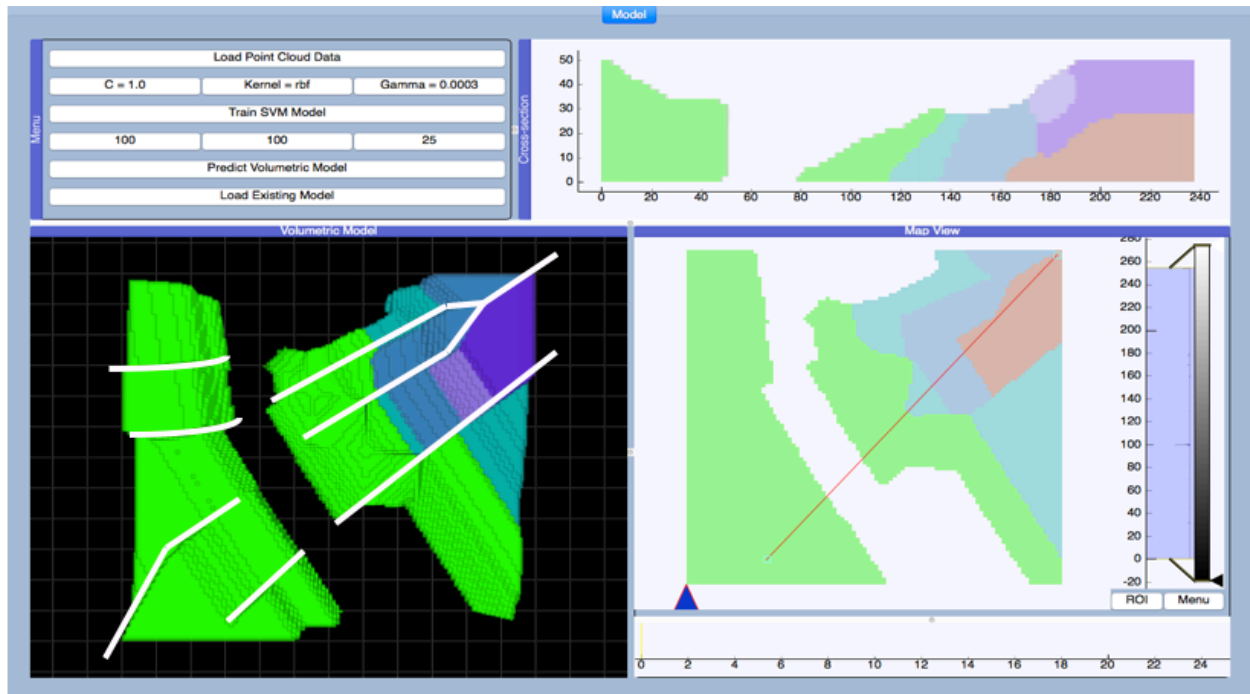 Model
Menu
Load Point Cloud Data
C = 1.0 Kernel = rbf Gamma = 0.0003
Train SVM Model
100 100 25
Predict Volumetric Model
Load Existing Model
Cross-section
50
40
30
20
10
0
0 20 40 60 80 100 120 140 160 180 200 220 240
Volumetric Model
Map View
280
260
240
220
200
180
160
140
120
100
80
60
40
20
0
-20
ROI Menu
0 2 4 6 8 10 12 14 16 18 20 22 24